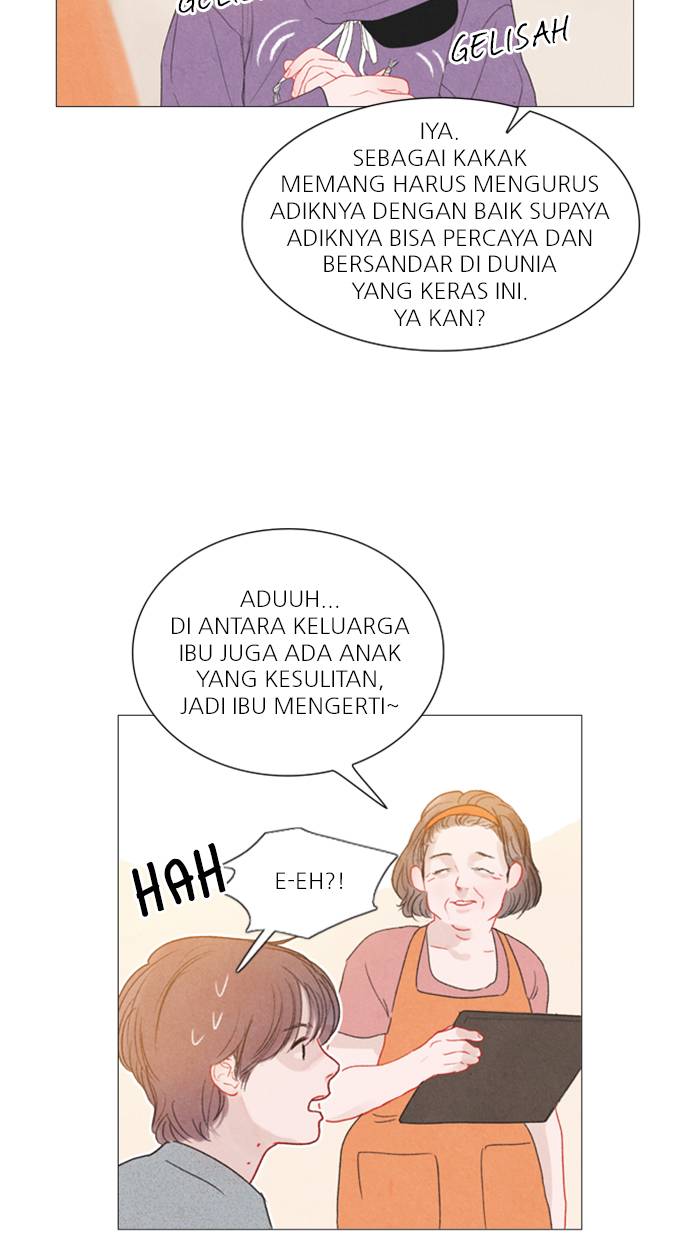 GELISAH
IYA.
SEBAGAI KAKAK
MEMANG HARUS MENGURUS
ADIKNYA DENGAN BAIK SUPAYA
ADIKNYA BISA PERCAYA DAN
BERSANDAR DI DUNIA
YANG KERAS INI.
YA KAN?
ADUUH...
DI ANTARA KELUARGA
IBU JUGA ADA ANAK
YANG KESULITAN,
JADI IBU MENGERTI~
HAH
E-EH?!